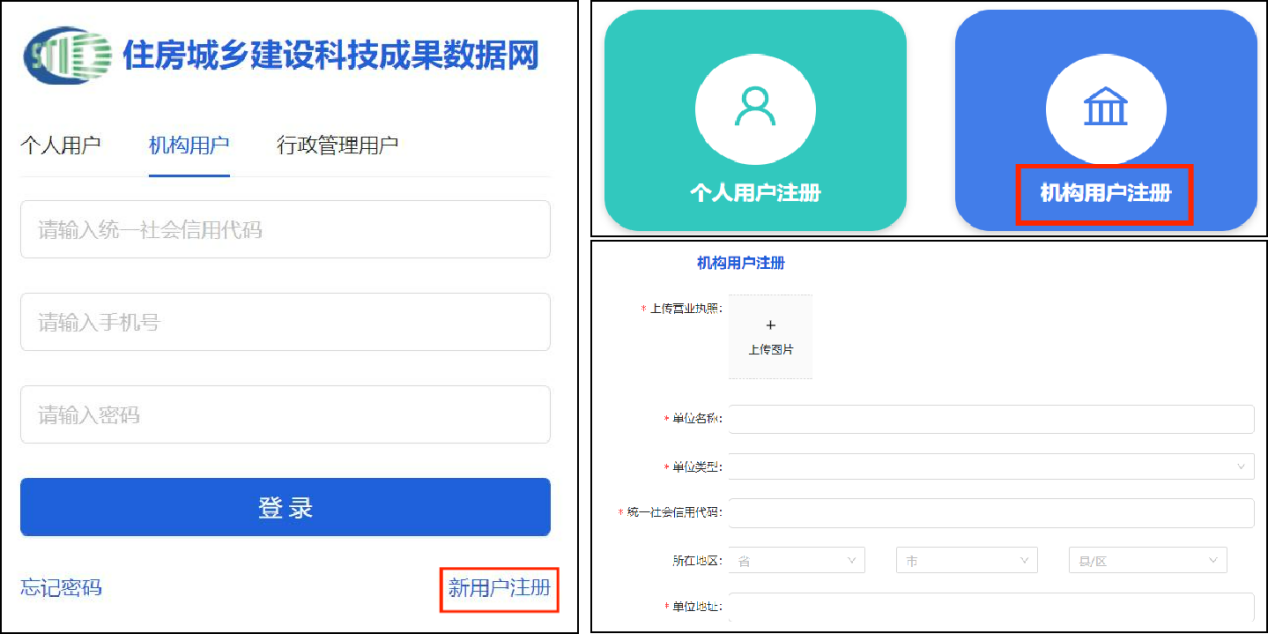 STIC
住房城乡建设科技成果数据网
个人用户 机构用户 行政管理用户
请输入统一社会信用代码
请输入手机号
请输入密码
登录
忘记密码 新用户注册
个人用户注册 机构用户注册
机构用户注册
* 上传营业执照:
+
上传图片
* 单位名称:
* 单位类型:
* 统一社会信用代码:
所在地区: 省 市 县/区
* 单位地址: